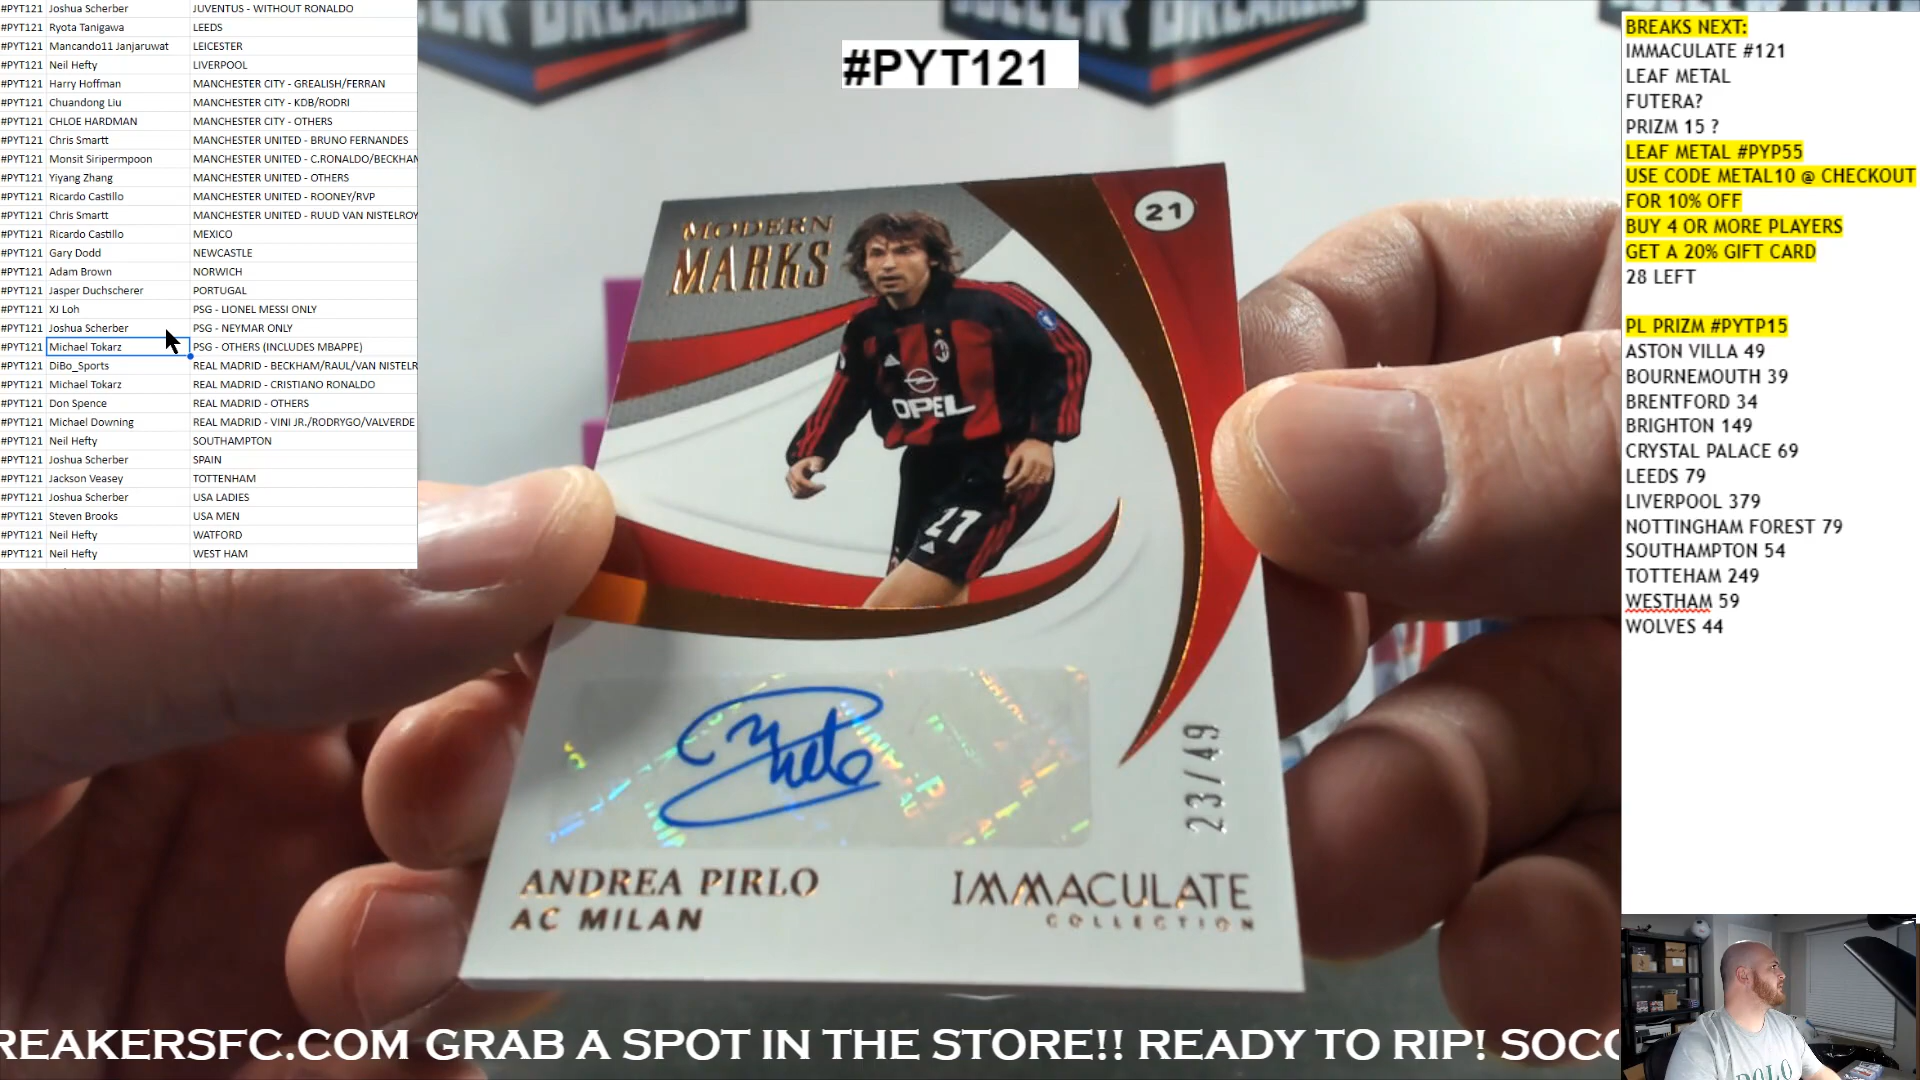 #PYT121 Joshua Scherber JUVENTUS - WITHOUT RONALDO
#PYT121 Ryota Tanigawa LEEDS
#PYT121 Mancando11 Janjaruwat LEICESTER
#PYT121 Neil Hefty LIVERPOOL
#PYT121 Harry Hoffman MANCHESTER CITY - GREALISH/FERRAN
#PYT121 Chuandong Liu MANCHESTER CITY - KDB/RODRI
#PYT121 CHLOE HARDMAN MANCHESTER CITY - OTHERS
#PYT121 Chris Smartt MANCHESTER UNITED - BRUNO FERNANDES
#PYT121 Monsit Siripermpoon MANCHESTER UNITED - C.RONALDO/BECKHAM
#PYT121 Yiyang Zhang MANCHESTER UNITED - OTHERS
#PYT121 Ricardo Castillo MANCHESTER UNITED - ROONEY/RVP
#PYT121 Chris Smartt MANCHESTER UNITED - RUUD VAN NISTELROY
#PYT121 Ricardo Castillo MEXICO
#PYT121 Gary Dodd NEWCASTLE
#PYT121 Adam Brown NORWICH
#PYT121 Jasper Duchscherer PORTUGAL
#PYT121 XJ Loh PSG - LIONEL MESSI ONLY
#PYT121 Joshua Scherber PSG - NEYMAR ONLY
#PYT121 Michael Tokarz PSG - OTHERS (INCLUDES MBAPPE)
#PYT121 DiBo_Sports REAL MADRID - BECKHAM/RAUL/VAN NISTELR
#PYT121 Michael Tokarz REAL MADRID - CRISTIANO RONALDO
#PYT121 Don Spence REAL MADRID - OTHERS
#PYT121 Michael Downing REAL MADRID - VINI JR./RODRYGO/VALVERDE
#PYT121 Neil Hefty SOUTHAMPTON
#PYT121 Joshua Scherber SPAIN
#PYT121 Jackson Veasey TOTTENHAM
#PYT121 Joshua Scherber USA LADIES
#PYT121 Steven Brooks USA MEN
#PYT121 Neil Hefty WATFORD
#PYT121 Neil Hefty WEST HAM
#PYT121
MODERN
MARKS
21
OPEL
21
23/49
ANDREA PIRLO
AC MILAN
IMMACULATE
COLLECTION
BREAKS NEXT:
IMMACULATE #121
LEAF METAL
FUTERA?
PRIZM 15 ?
LEAF METAL #PYP55
USE CODE METAL10 @ CHECKOUT
FOR 10% OFF
BUY 4 OR MORE PLAYERS
GET A 20% GIFT CARD
28 LEFT
PL PRIZM #PYTP15
ASTON VILLA 49
BOURNEMOUTH 39
BRENTFORD 34
BRIGHTON 149
CRYSTAL PALACE 69
LEEDS 79
LIVERPOOL 379
NOTTINGHAM FOREST 79
SOUTHAMPTON 54
TOTTEHAM 249
WESTHAM 59
WOLVES 44
REAKERSFC.COM GRAB A SPOT IN THE STORE!! READY TO RIP! SOCC
POLO